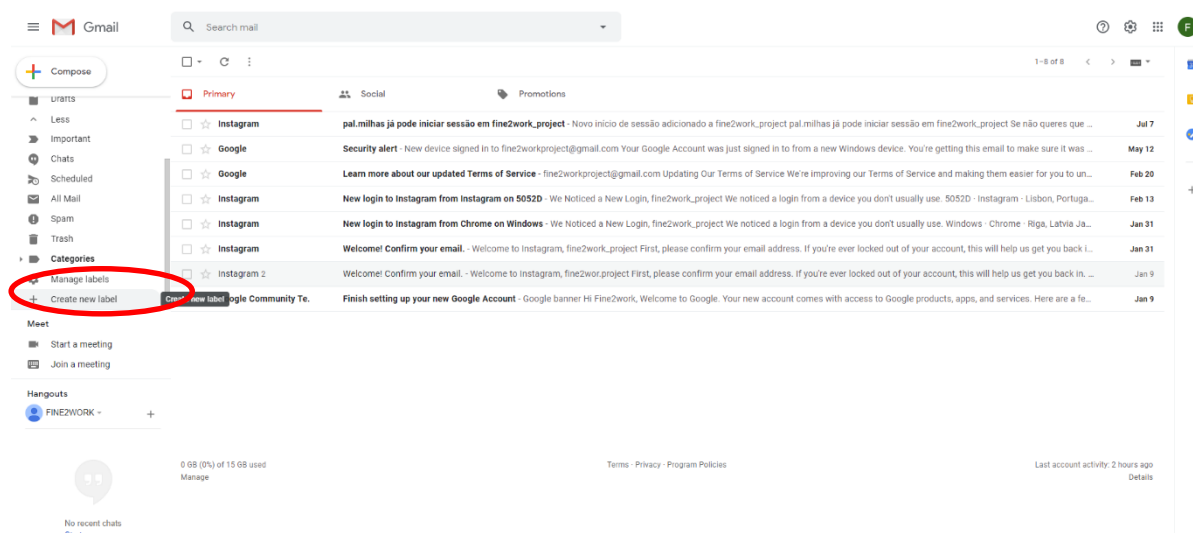 Gmail
Search mail
F
Compose
1–8 of 8
Drafts
Primary
Social
Promotions
Less
Important
Chats
Scheduled
All Mail
Spam
Trash
Categories
Manage labels
Create new label
Create new label
Instagram pal.milhas já pode iniciar sessão em fine2work_project - Novo início de sessão adicionado a fine2work_project pal.milhas já pode iniciar sessão em fine2work_project Se não queres que ... Jul 7
Google Security alert - New device signed in to fine2workproject@gmail.com Your Google Account was just signed in to from a new Windows device. You're getting this email to make sure it was ... May 12
Google Learn more about our updated Terms of Service - fine2workproject@gmail.com Updating Our Terms of Service We're improving our Terms of Service and making them easier for you to un... Feb 20
Instagram New login to Instagram from Instagram on 5052D - We Noticed a New Login, fine2work_project We noticed a login from a device you don't usually use. 5052D · Instagram · Lisbon, Portuga... Feb 13
Instagram New login to Instagram from Chrome on Windows - We Noticed a New Login, fine2work_project We noticed a login from a device you don't usually use. Windows · Chrome · Riga, Latvia Ja... Jan 31
Instagram Welcome! Confirm your email. - Welcome to Instagram, fine2work_project First, please confirm your email address. If you're ever locked out of your account, this will help us get you back i... Jan 31
Instagram 2 Welcome! Confirm your email. - Welcome to Instagram, fine2wor.project First, please confirm your email address. If you're ever locked out of your account, this will help us get you back in. ... Jan 9
ogle Community Te. Finish setting up your new Google Account - Google banner Hi Fine2work, Welcome to Google. Your new account comes with access to Google products, apps, and services. Here are a fe... Jan 9
Meet
Start a meeting
Join a meeting
Hangouts
FINE2WORK
No recent chats
0 GB (0%) of 15 GB used
Manage
Terms · Privacy · Program Policies
Last account activity: 2 hours ago
Details